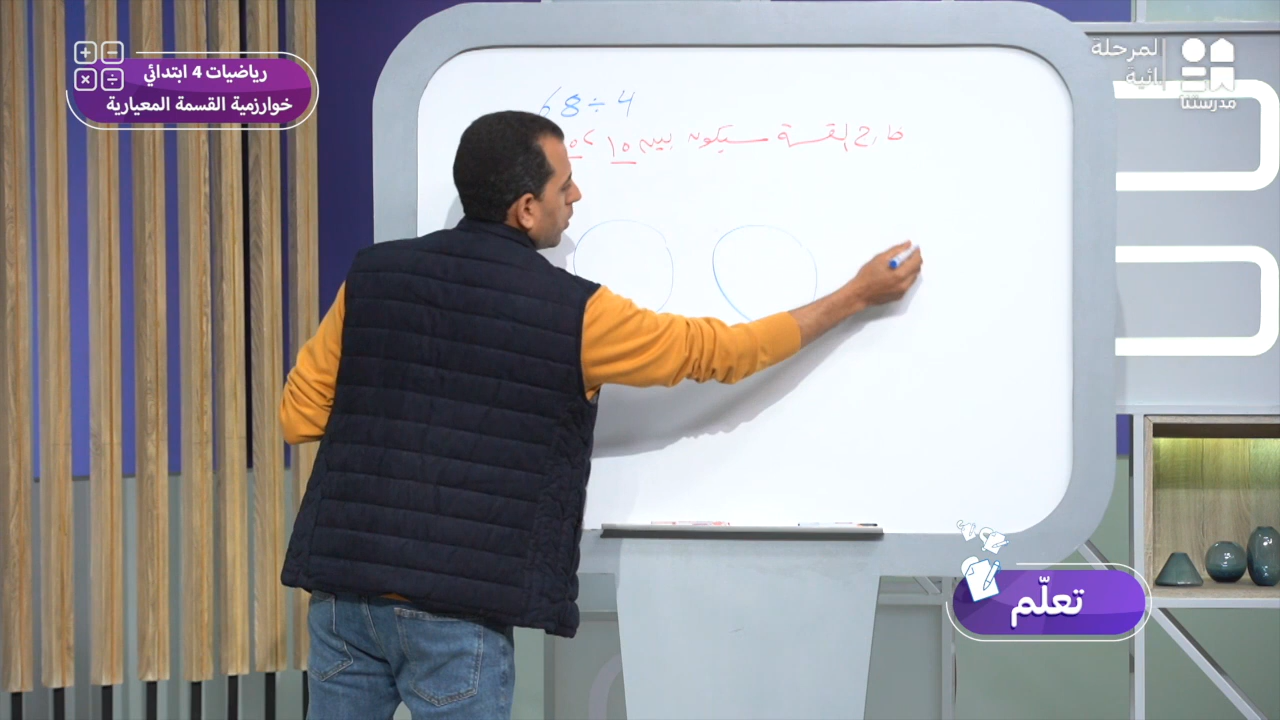 رياضيات 4 ابتدائي
خوارزمية القسمة المعيارية
المرحلة
مدرستنا
68÷4
خارج القسمة سيكون بين 10
تعلّم